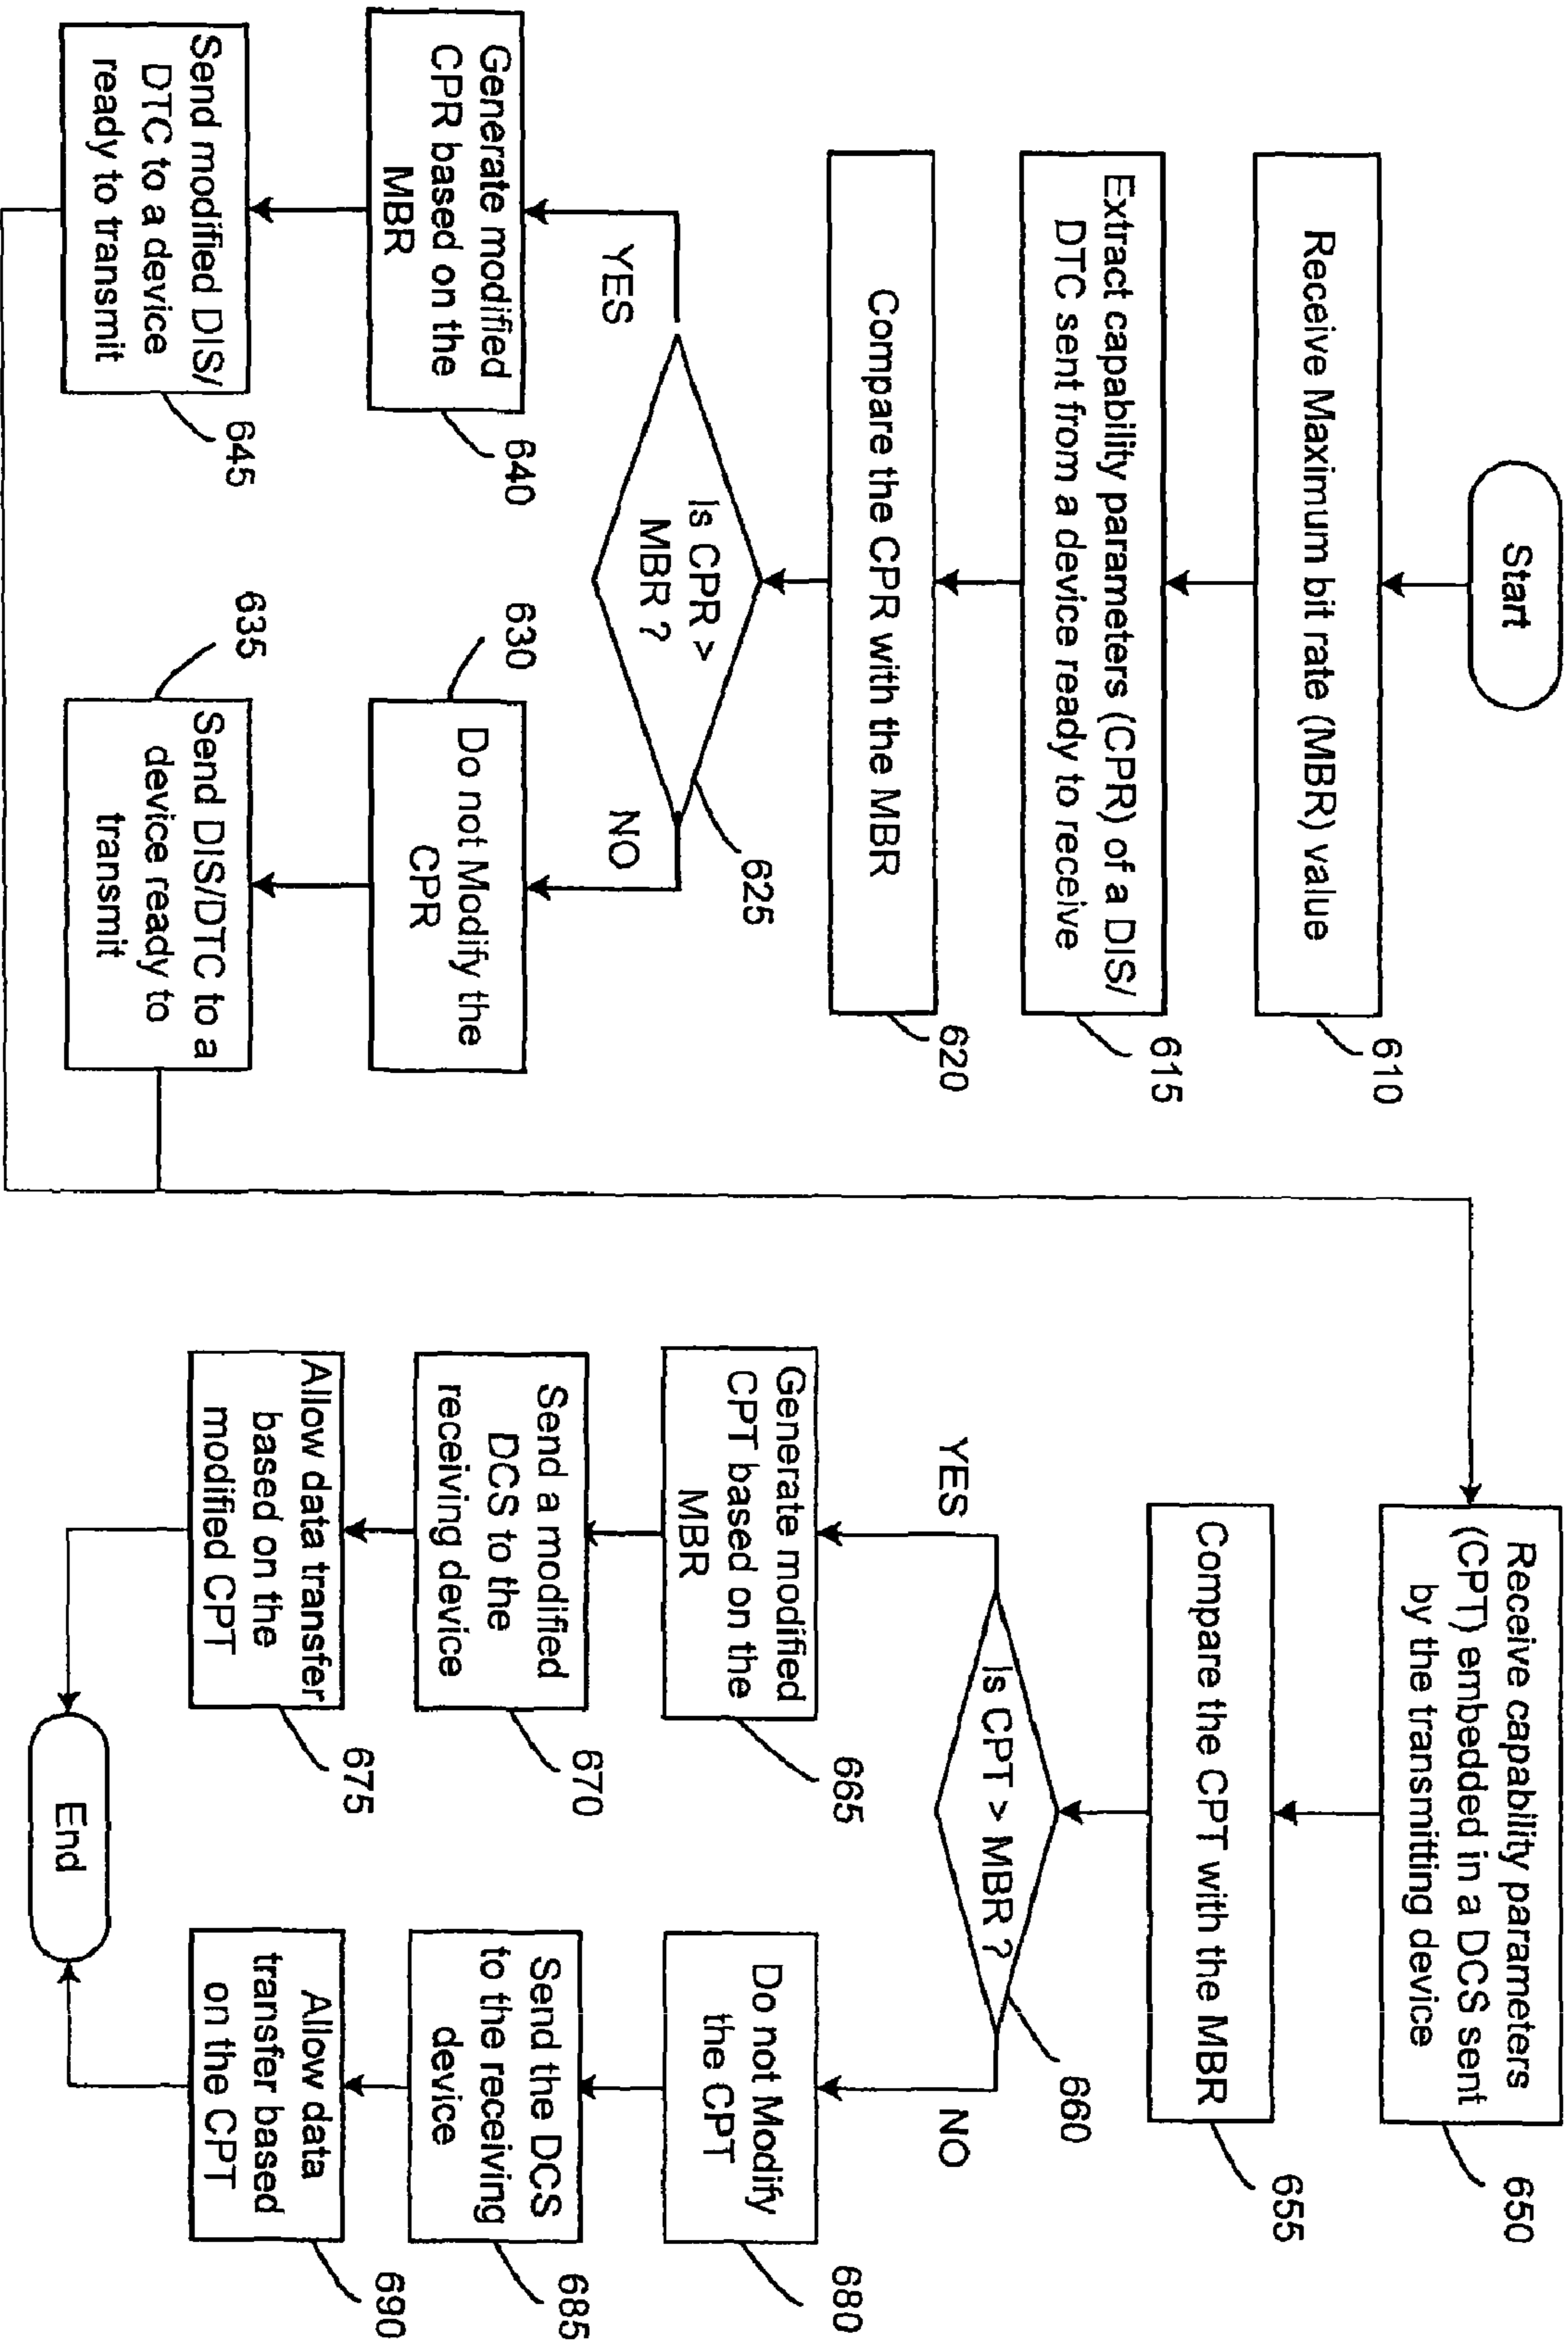 Start
Receive Maximum bit rate (MBR) value
610
Extract capability parameters (CPR) of a DIS/
DTC sent from a device ready to receive
615
Compare the CPR with the MBR
620
Is CPR >
MBR ?
625
YES
NO
Generate modified
CPR based on the
MBR
640
Do not Modify the
CPR
630
Send modified DIS/
DTC to a device
ready to transmit
645
Send DIS/DTC to a
device ready to
transmit
635
Receive capability parameters
(CPT) embedded in a DCS sent
by the transmitting device
650
Compare the CPT with the MBR
655
Is CPT > MBR ?
660
YES
NO
Generate modified
CPT based on the
MBR
665
Do not Modify
the CPT
680
Send a modified
DCS to the
receiving device
670
Send the DCS
to the receiving
device
685
Allow data transfer
based on the
modified CPT
675
Allow data
transfer based
on the CPT
690
End